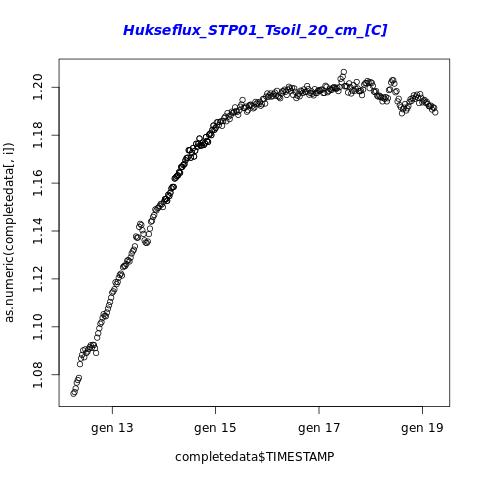 Hukseflux_STP01_Tsoil_20_cm_[C]
as.numeric(completedata[, i])
1.20
1.18
1.16
1.14
1.12
1.10
1.08
gen 13
gen 15
gen 17
gen 19
completedata$TIMESTAMP